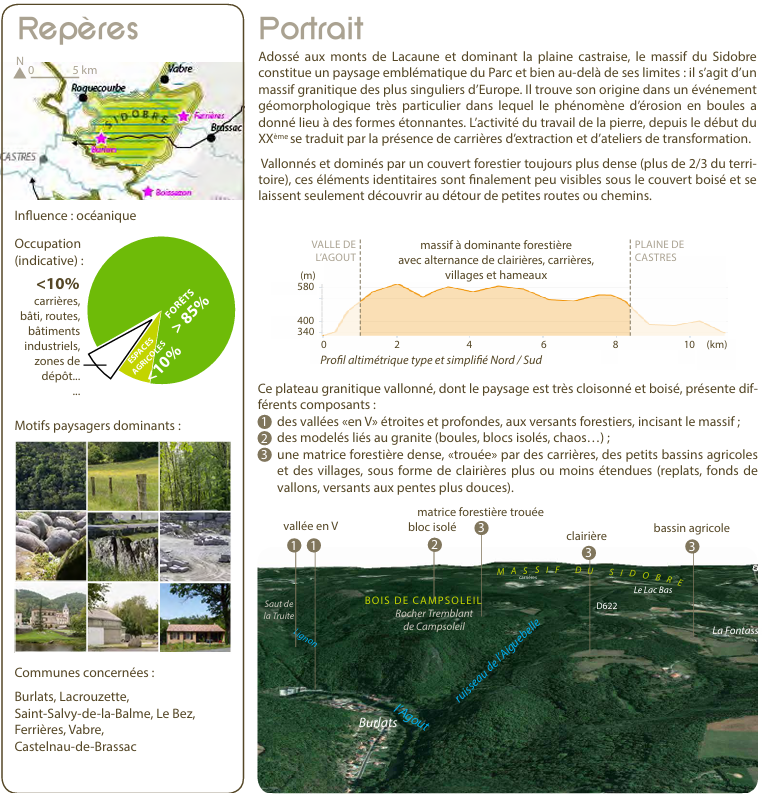 Repères
N
0 5 km
Vabre
Roquecourbe
Ferrières
SIDOBRE
Brassac
Burlats
CASTRES
Boissezon
Influence : océanique
Occupation
(indicative) :
<10%
carrières,
bâti, routes,
bâtiments
industriels,
zones de
dépôt...
...
FORÊTS
> 85%
ESPACES
AGRICOLES
<10%
Motifs paysagers dominants :
Communes concernées :
Burlats, Lacrouzette,
Saint-Salvy-de-la-Balme, Le Bez,
Ferrières, Vabre,
Castelnau-de-Brassac
Portrait
Adossé aux monts de Lacaune et dominant la plaine castraise, le massif du Sidobre
constitue un paysage emblématique du Parc et bien au-delà de ses limites : il s’agit d’un
massif granitique des plus singuliers d’Europe. Il trouve son origine dans un événement
géomorphologique très particulier dans lequel le phénomène d’érosion en boules a
donné lieu à des formes étonnantes. L’activité du travail de la pierre, depuis le début du
XXème se traduit par la présence de carrières d’extraction et d’ateliers de transformation.
Vallonnés et dominés par un couvert forestier toujours plus dense (plus de 2/3 du terri-
toire), ces éléments identitaires sont finalement peu visibles sous le couvert boisé et se
laissent seulement découvrir au détour de petites routes ou chemins.
VALLE DE
L’AGOUT
massif à dominante forestière
avec alternance de clairières, carrières,
villages et hameaux
PLAINE DE
CASTRES
(m)
580
400
340
0 2 4 6 8 10 (km)
Profil altimétrique type et simplifié Nord / Sud
Ce plateau granitique vallonné, dont le paysage est très cloisonné et boisé, présente dif-
férents composants :
1 des vallées «en V» étroites et profondes, aux versants forestiers, incisant le massif ;
2 des modelés liés au granite (boules, blocs isolés, chaos…) ;
3 une matrice forestière dense, «trouée» par des carrières, des petits bassins agricoles
et des villages, sous forme de clairières plus ou moins étendues (replats, fonds de
vallons, versants aux pentes plus douces).
matrice forestière trouée
vallée en V
bloc isolé
clairière
bassin agricole
1 1 2 3 3 3
MASSIF DU SIDOBRE
carrières
Le Lac Bas
BOIS DE CAMPSOLEIL
Saut de
la Truite
Rocher Tremblant
de Campsoleil
D622
La Fontass
Lignon
ruisseau de l’Alguebelle
l’Agout
Burlats